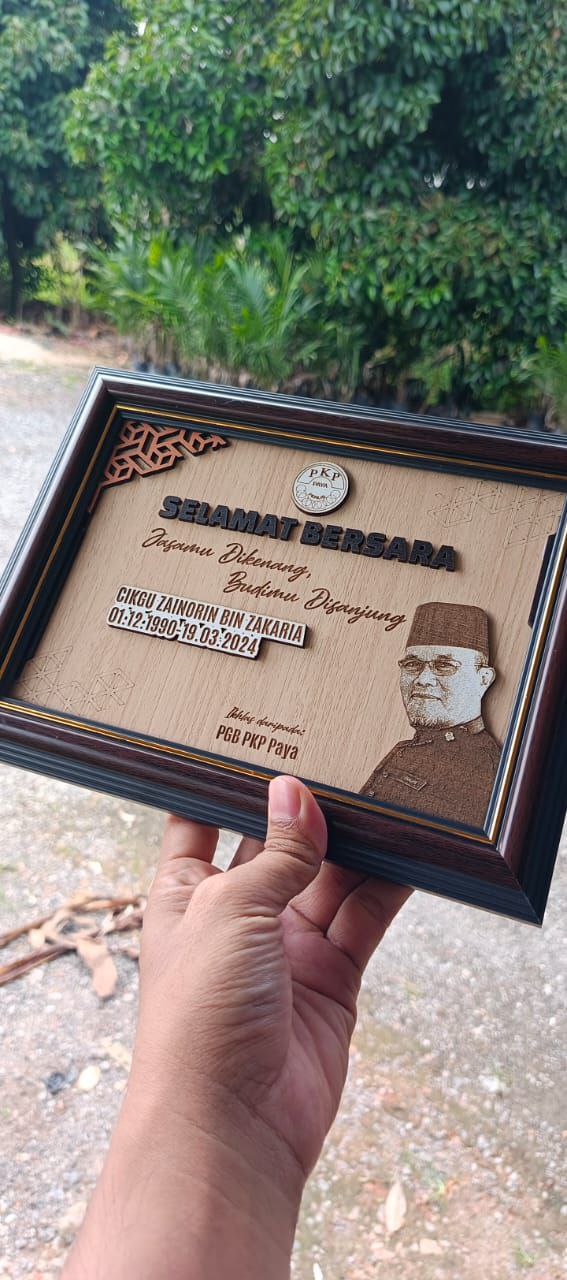 PKP
PAYA
SELAMAT BERSARA
Jasamu Dikenang,
Budimu Disanjung
CIKGU ZAINORIN BIN ZAKARIA
01.12.1990-19.03.2024
Ikhlas daripada:
PGB PKP Paya